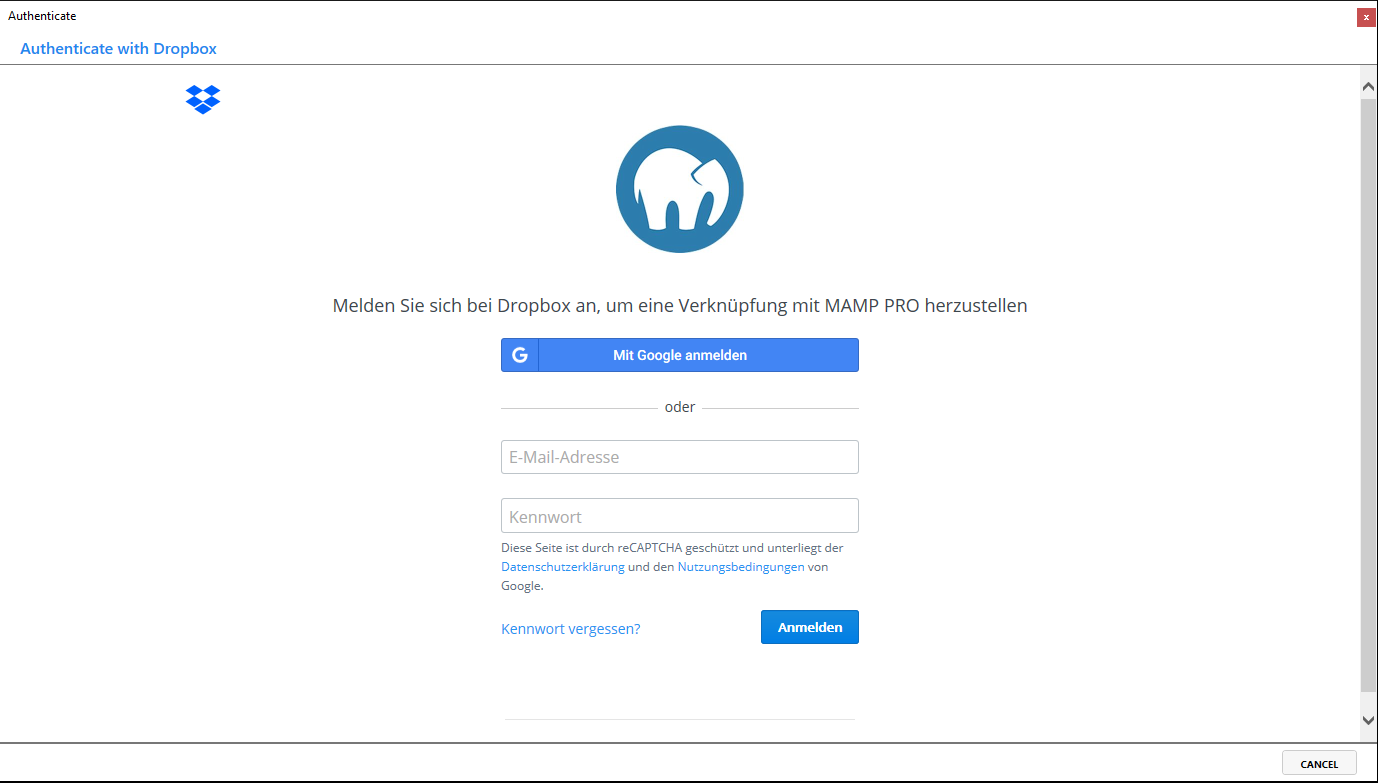 Authenticate
x
Authenticate with Dropbox
Melden Sie sich bei Dropbox an, um eine Verknüpfung mit MAMP PRO herzustellen
G
Mit Google anmelden
oder
E-Mail-Adresse
Kennwort
Diese Seite ist durch reCAPTCHA geschützt und unterliegt der
Datenschutzerklärung und den Nutzungsbedingungen von
Google.
Kennwort vergessen?
Anmelden
CANCEL